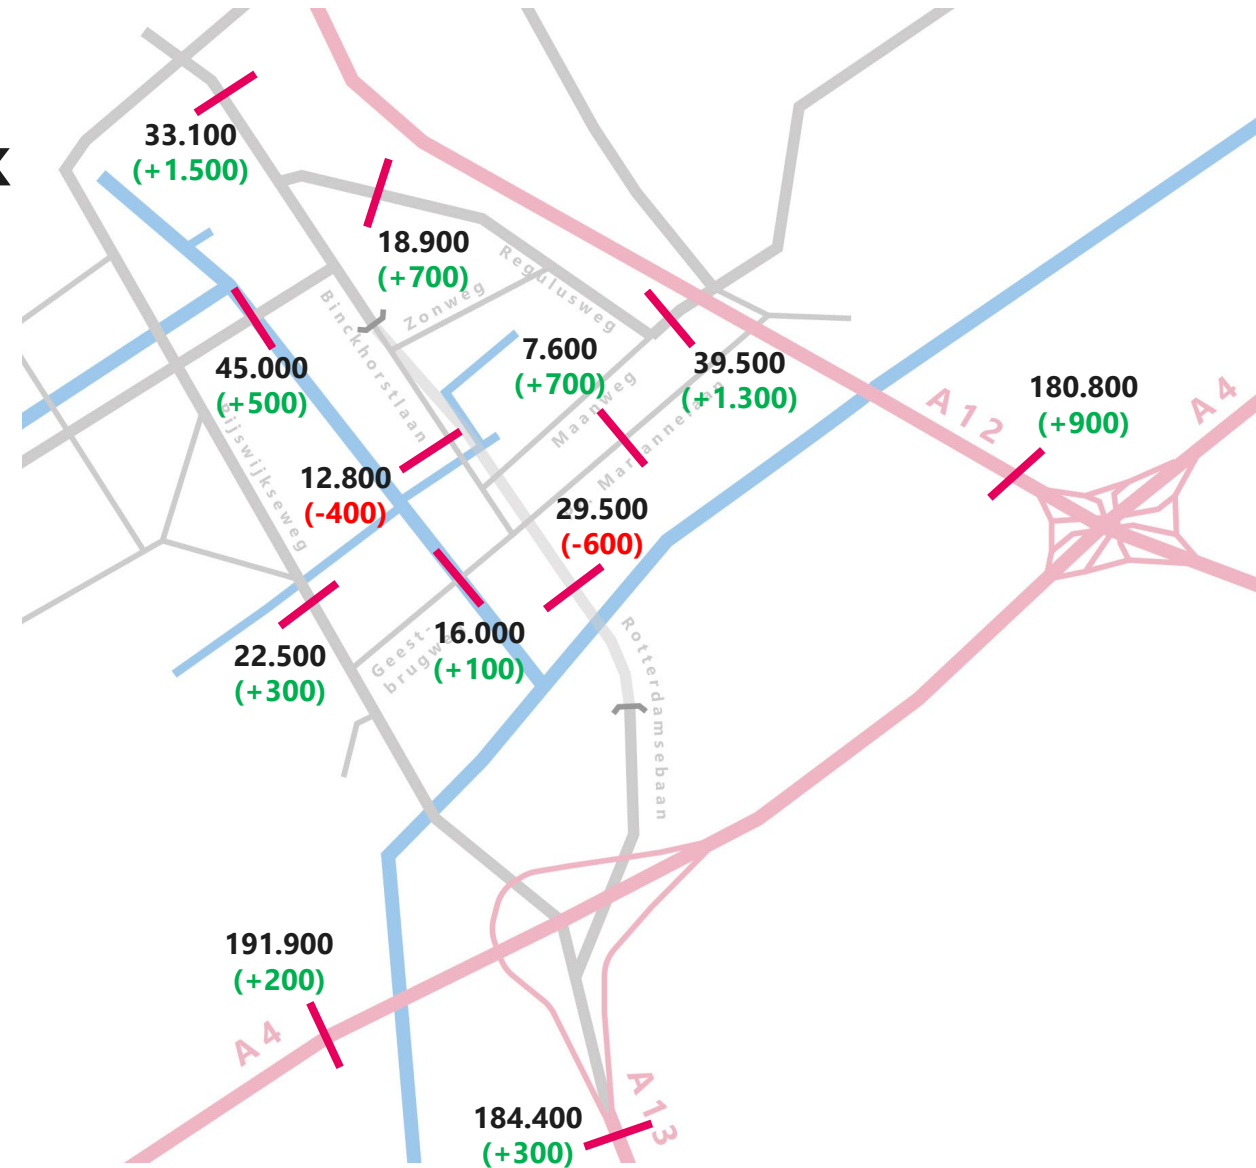 33.100
(+1.500)
18.900
(+700)
Regulusweg
Zonweg
Binckhorstlaan
45.000
(+500)
7.600
(+700)
39.500
(+1.300)
Maanweg
180.800
(+900)
A12
A4
Rijswijkseweg
12.800
(-400)
29.500
(-600)
22.500
(+300)
16.000
(+100)
Geest-
Rotterdamsebaan
191.900
(+200)
A4
184.400
(+300)
A13